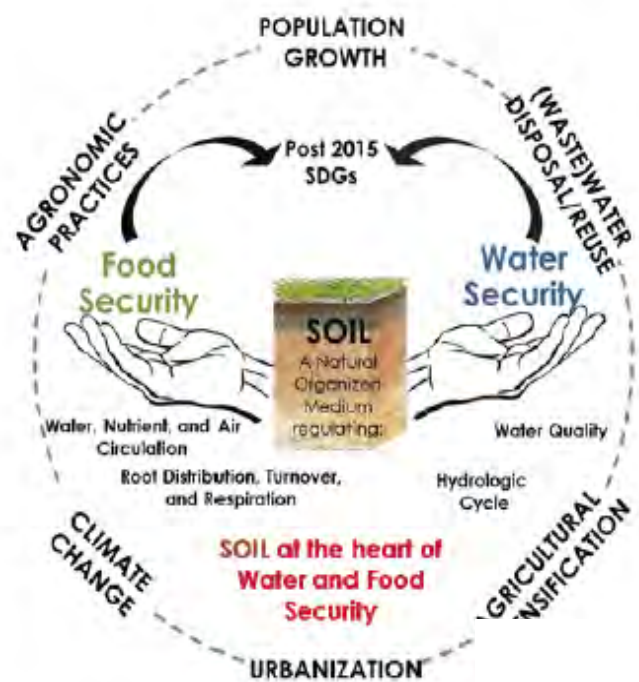 POPULATION
GROWTH
AGRONOMIC
PRACTICES
(WASTE)WATER
DISPOSAL/REUSE
Post 2015
SDGs
Food
Security
Water
Security
SOIL
A Natural
Organized
Medium
regulating:
Water, Nutrient, and Air
Circulation
Root Distribution, Turnover,
and Respiration
Water Quality
Hydrologic
Cycle
CLIMATE
CHANGE
SOIL at the heart of
Water and Food
Security
AGRICULTURAL
URBANIZATION